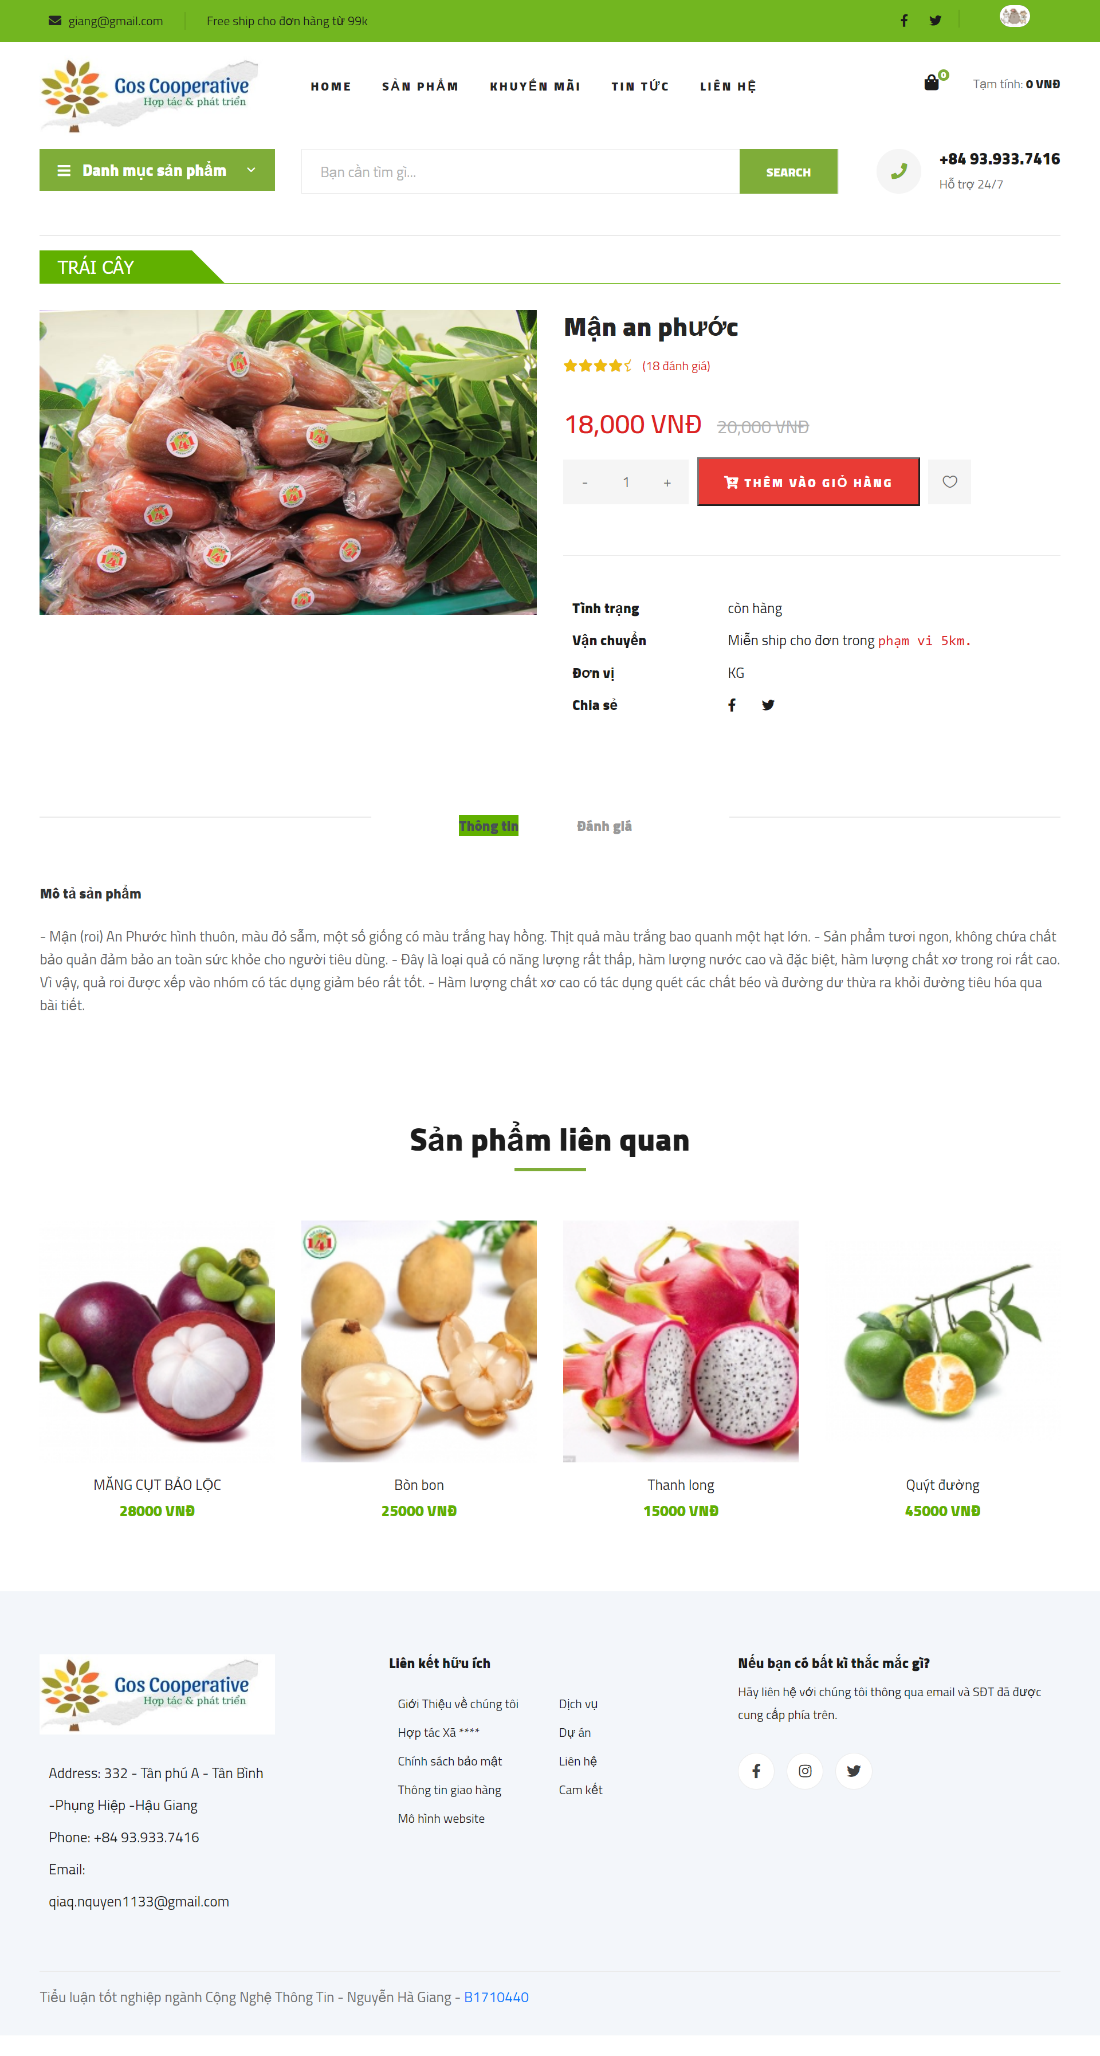 giang@gmail.com
Free ship cho đơn hàng từ 99k
Gos Cooperative
Hợp tác & phát triển
HOME
SẢN PHẨM
KHUYẾN MÃI
TIN TỨC
LIÊN HỆ
0
Tạm tính: 0 VNĐ
Danh mục sản phẩm
Bạn cần tìm gì...
SEARCH
+84 93.933.7416
Hỗ trợ 24/7
TRÁI CÂY
Mận an phước
(18 đánh giá)
18,000 VNĐ 20,000 VNĐ
- 1 +
THÊM VÀO GIỎ HÀNG
Tình trạng
còn hàng
Vận chuyển
Miễn ship cho đơn trong phạm vi 5km.
Đơn vị
KG
Chia sẻ
Thông tin
Đánh giá
Mô tả sản phẩm
- Mận (roi) An Phước hình thuôn, màu đỏ sẫm, một số giống có màu trắng hay hồng. Thịt quả màu trắng bao quanh một hạt lớn. - Sản phẩm tươi ngon, không chứa chất
bảo quản đảm bảo an toàn sức khỏe cho người tiêu dùng. - Đây là loại quả có năng lượng rất thấp, hàm lượng nước cao và đặc biệt, hàm lượng chất xơ trong roi rất cao.
Vì vậy, quả roi được xếp vào nhóm có tác dụng giảm béo rất tốt. - Hàm lượng chất xơ cao có tác dụng quét các chất béo và đường dư thừa ra khỏi đường tiêu hóa qua
bài tiết.
Sản phẩm liên quan
141
MĂNG CỤT BẢO LỘC
28000 VNĐ
Bòn bon
25000 VNĐ
Thanh long
15000 VNĐ
Quýt đường
45000 VNĐ
Gos Cooperative
Hợp tác & phát triển
Address: 332 - Tân phú A - Tân Bình
-Phụng Hiệp -Hậu Giang
Phone: +84 93.933.7416
Email:
qiaq.nquyen1133@gmail.com
Liên kết hữu ích
Giới Thiệu về chúng tôi
Hợp tác Xã ****
Chính sách bảo mật
Thông tin giao hàng
Mô hình website
Dịch vụ
Dự án
Liên hệ
Cam kết
Nếu bạn có bất kì thắc mắc gì?
Hãy liên hệ với chúng tôi thông qua email và SĐT đã được
cung cấp phía trên.
Tiểu luận tốt nghiệp ngành Cộng Nghệ Thông Tin - Nguyễn Hà Giang - B1710440